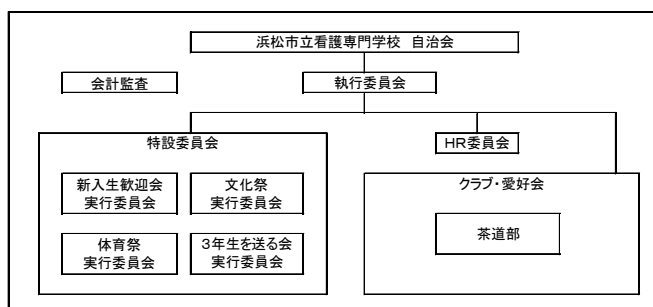 浜松市立看護専門学校 自治会
会計監査
執行委員会
特設委員会
HR委員会
新入生歓迎会
実行委員会
文化祭
実行委員会
体育祭
実行委員会
3年生を送る会
実行委員会
クラブ・愛好会
茶道部